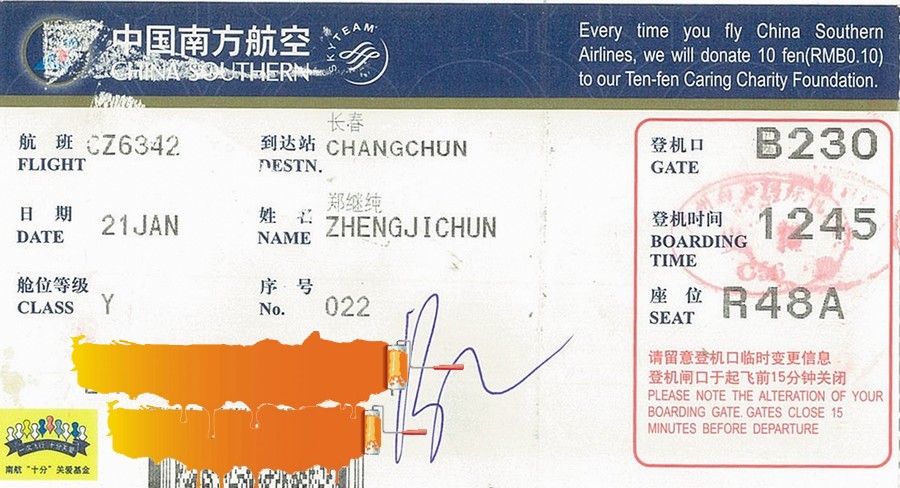 中国南方航空
CHINA SOUTHERN
SKYTEAM
Every time you fly China Southern
Airlines, we will donate 10 fen(RMB0.10)
to our Ten-fen Caring Charity Foundation.
航 班 CZ6342
FLIGHT
到达站 长春
DESTN. CHANGCHUN
日 期
DATE 21JAN
姓 名 郑继纯
NAME ZHENGJICHUN
舱位等级
CLASS Y
序 号
No. 022
登机口 B230
GATE
登机时间 1245
BOARDING
TIME
座 位 R48A
SEAT
请留意登机口临时变更信息
登机闸口于起飞前15分钟关闭
PLEASE NOTE THE ALTERATION OF YOUR
BOARDING GATE. GATES CLOSE 15
MINUTES BEFORE DEPARTURE
南航“十分”关爱基金